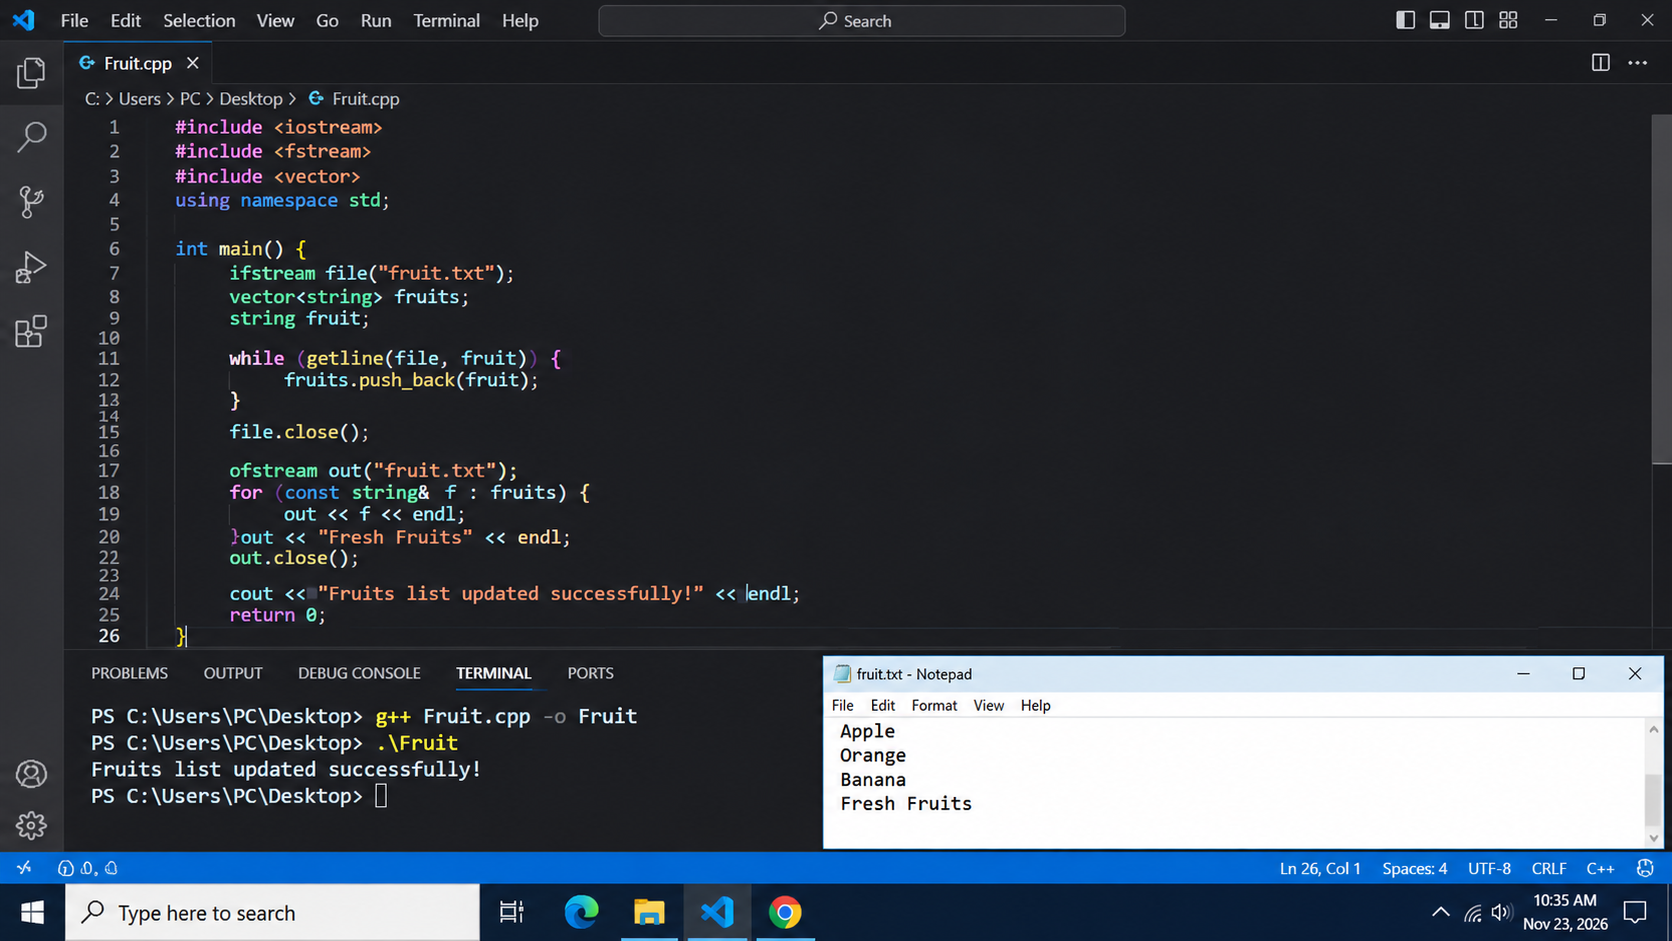 File Edit Selection View Go Run Terminal Help
Search
Fruit.cpp
C: > Users > PC > Desktop > Fruit.cpp
1 #include <iostream>
2 #include <fstream>
3 #include <vector>
4 using namespace std;
5
6 int main() {
7 ifstream file("fruit.txt");
8 vector<string> fruits;
9 string fruit;
10
11 while (getline(file, fruit)) {
12 fruits.push_back(fruit);
13 }
14
15 file.close();
16
17 ofstream out("fruit.txt");
18 for (const string& f : fruits) {
19 out << f << endl;
20 }out << "Fresh Fruits" << endl;
22 out.close();
23
24 cout << "Fruits list updated successfully!" << endl;
25 return 0;
26 }
PROBLEMS OUTPUT DEBUG CONSOLE TERMINAL PORTS
PS C:\Users\PC\Desktop> g++ Fruit.cpp -o Fruit
PS C:\Users\PC\Desktop> .\Fruit
Fruits list updated successfully!
PS C:\Users\PC\Desktop>
fruit.txt - Notepad
File Edit Format View Help
Apple
Orange
Banana
Fresh Fruits
0, Ln 26, Col 1 Spaces: 4 UTF-8 CRLF C++
Type here to search
10:35 AM
Nov 23, 2026